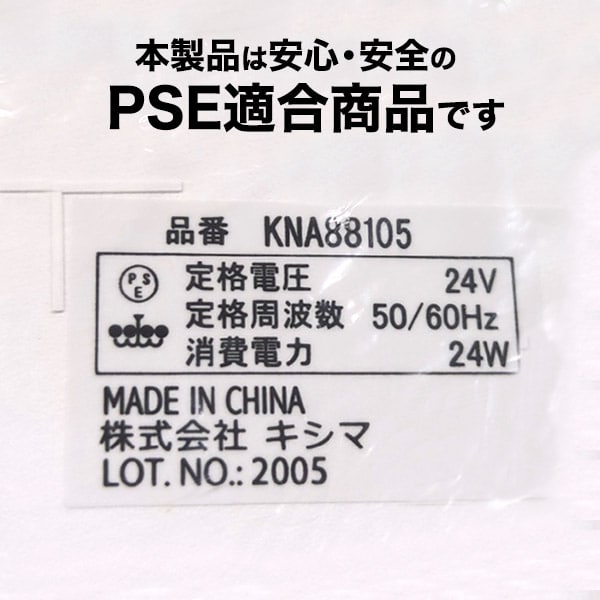 本製品は安心・安全の
PSE適合商品です
品番 KNA88105
PSE 定格電圧 24V
定格周波数 50/60Hz
消費電力 24W
MADE IN CHINA
株式会社 キシマ
LOT. NO.: 2005